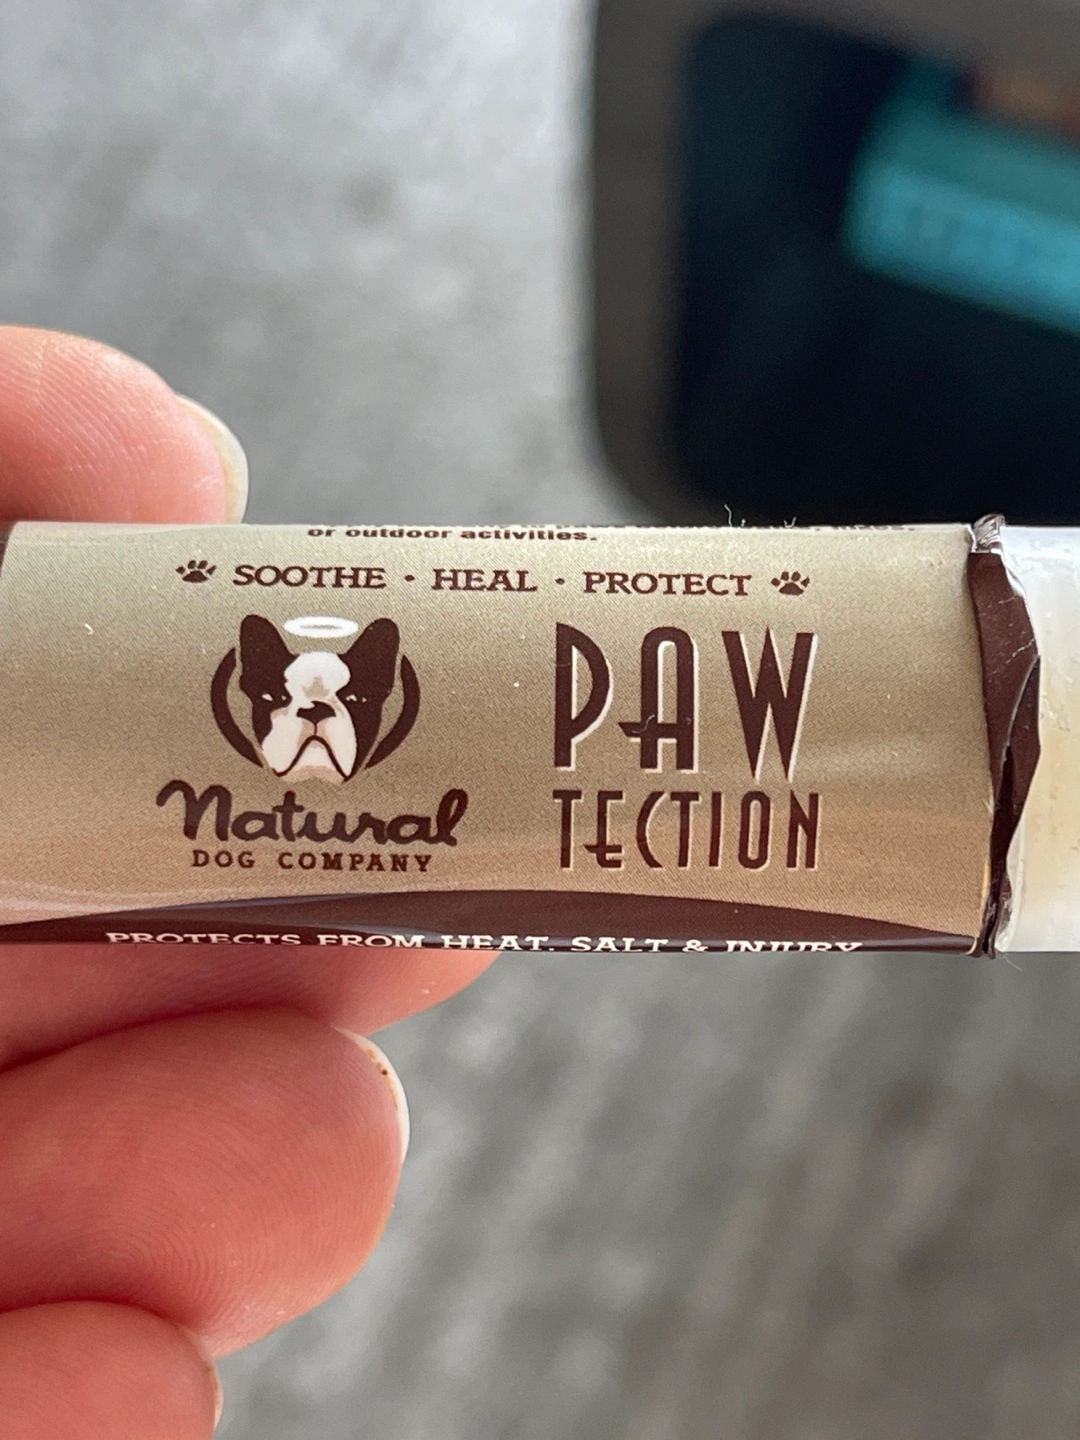 or outdoor activities.
SOOTHE · HEAL · PROTECT
Natural
DOG COMPANY
PAW
TECTION
PROTECTS FROM HEAT, SALT & INJURY